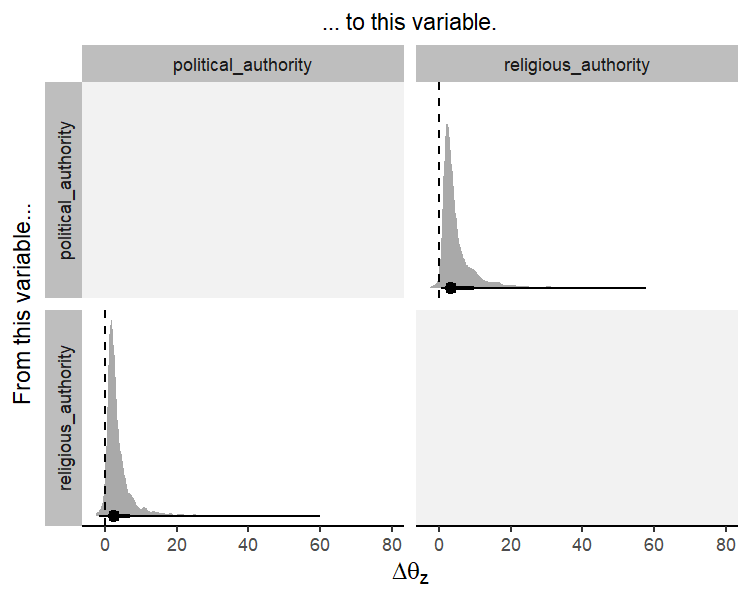 ... to this variable.
political_authority religious_authority
From this variable...
political_authority
religious_authority
0 20 40 60 80 0 20 40 60 80
Δθz